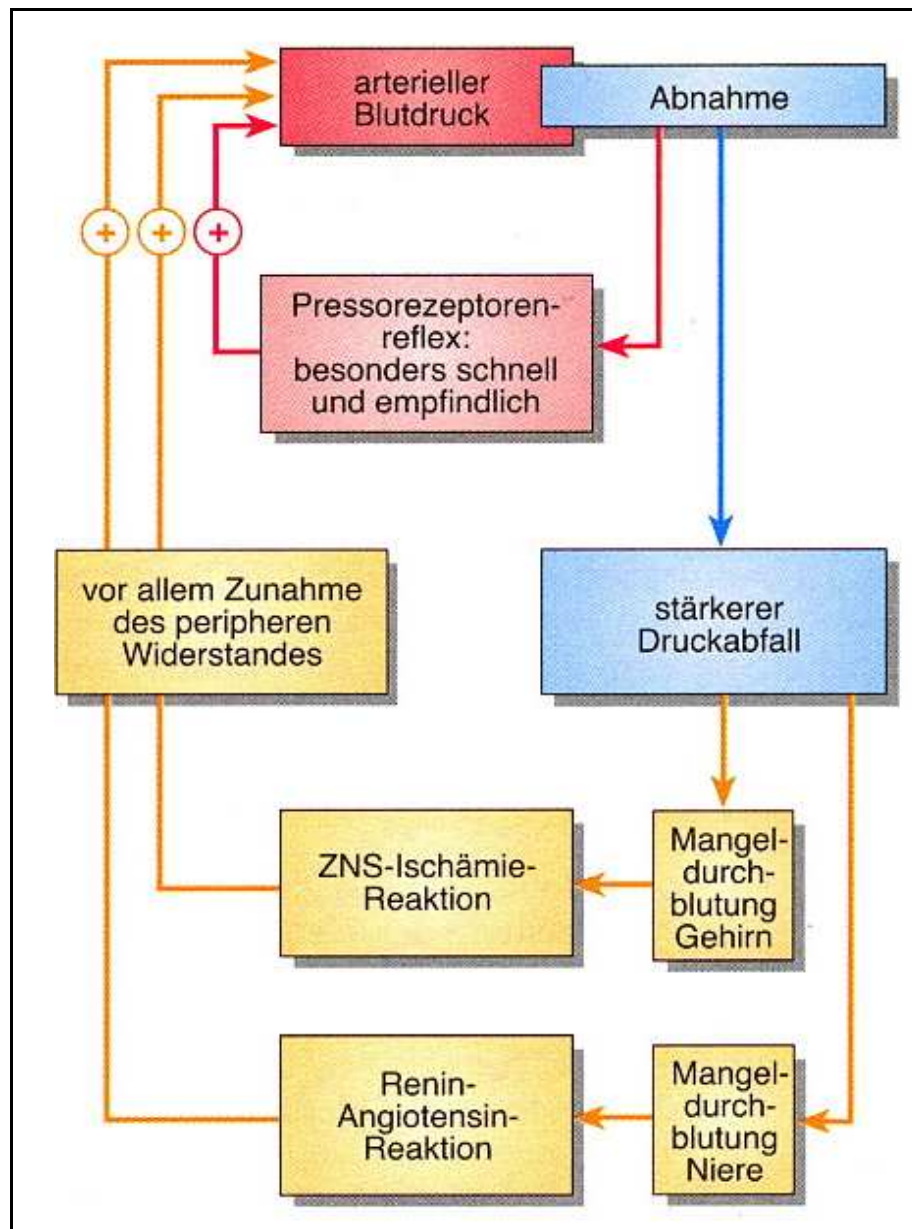 arterieller
Blutdruck
Abnahme
+
+
+
Pressorezeptoren-
reflex:
besonders schnell
und empfindlich
vor allem Zunahme
des peripheren
Widerstandes
stärkerer
Druckabfall
ZNS-Ischämie-
Reaktion
Mangel-
durch-
blutung
Gehirn
Renin-
Angiotensin-
Reaktion
Mangel-
durch-
blutung
Niere